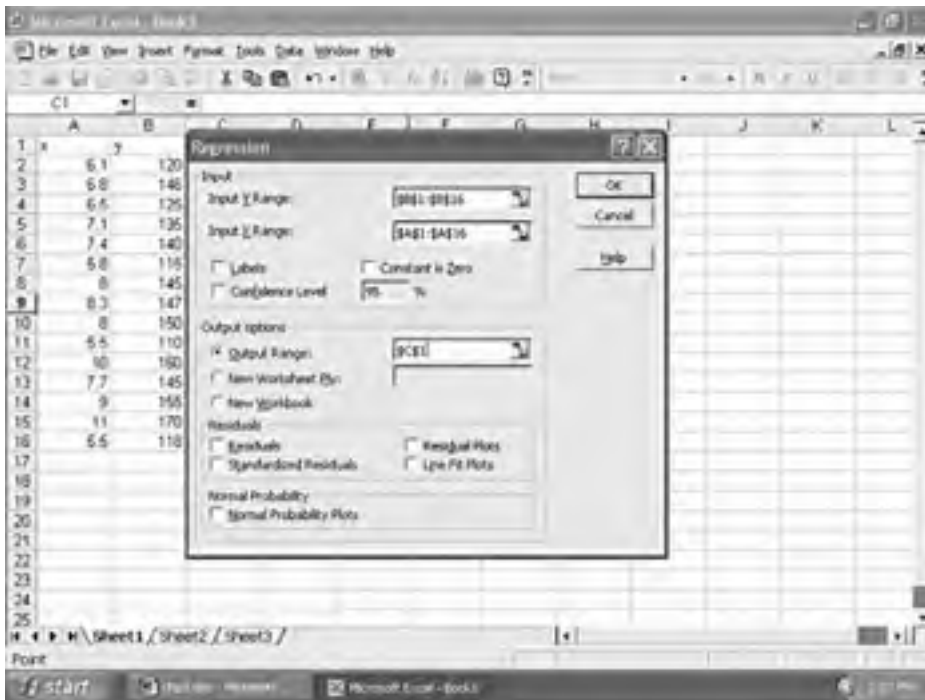 Microsoft Excel - Book3
File Edit View Insert Format Tools Data Window Help
C1 =
A B C D E F G H I J K L
1 x y
2 6.1 120
3 6.8 146
4 6.5 125
5 7.1 135
6 7.4 140
7 5.8 115
8 8 145
9 8.3 147
10 8 150
11 5.5 110
12 10 160
13 7.7 145
14 9 155
15 11 170
16 118
17
18
19
20
21
22
23
24
25
Regression
Input
Input Y Range: $B$1:$B$16
Input X Range: $A$1:$A$16
Labels Constant is Zero
Confidence Level 95 %
Output options
Output Range: $C$1
New Worksheet Ply:
New Workbook
Residuals
Residuals Residual Plots
Standardized Residuals Line Fit Plots
Normal Probability
Normal Probability Plots
OK
Cancel
Help
Sheet1 / Sheet2 / Sheet3 /
Point
start
Microsoft Excel - Book3